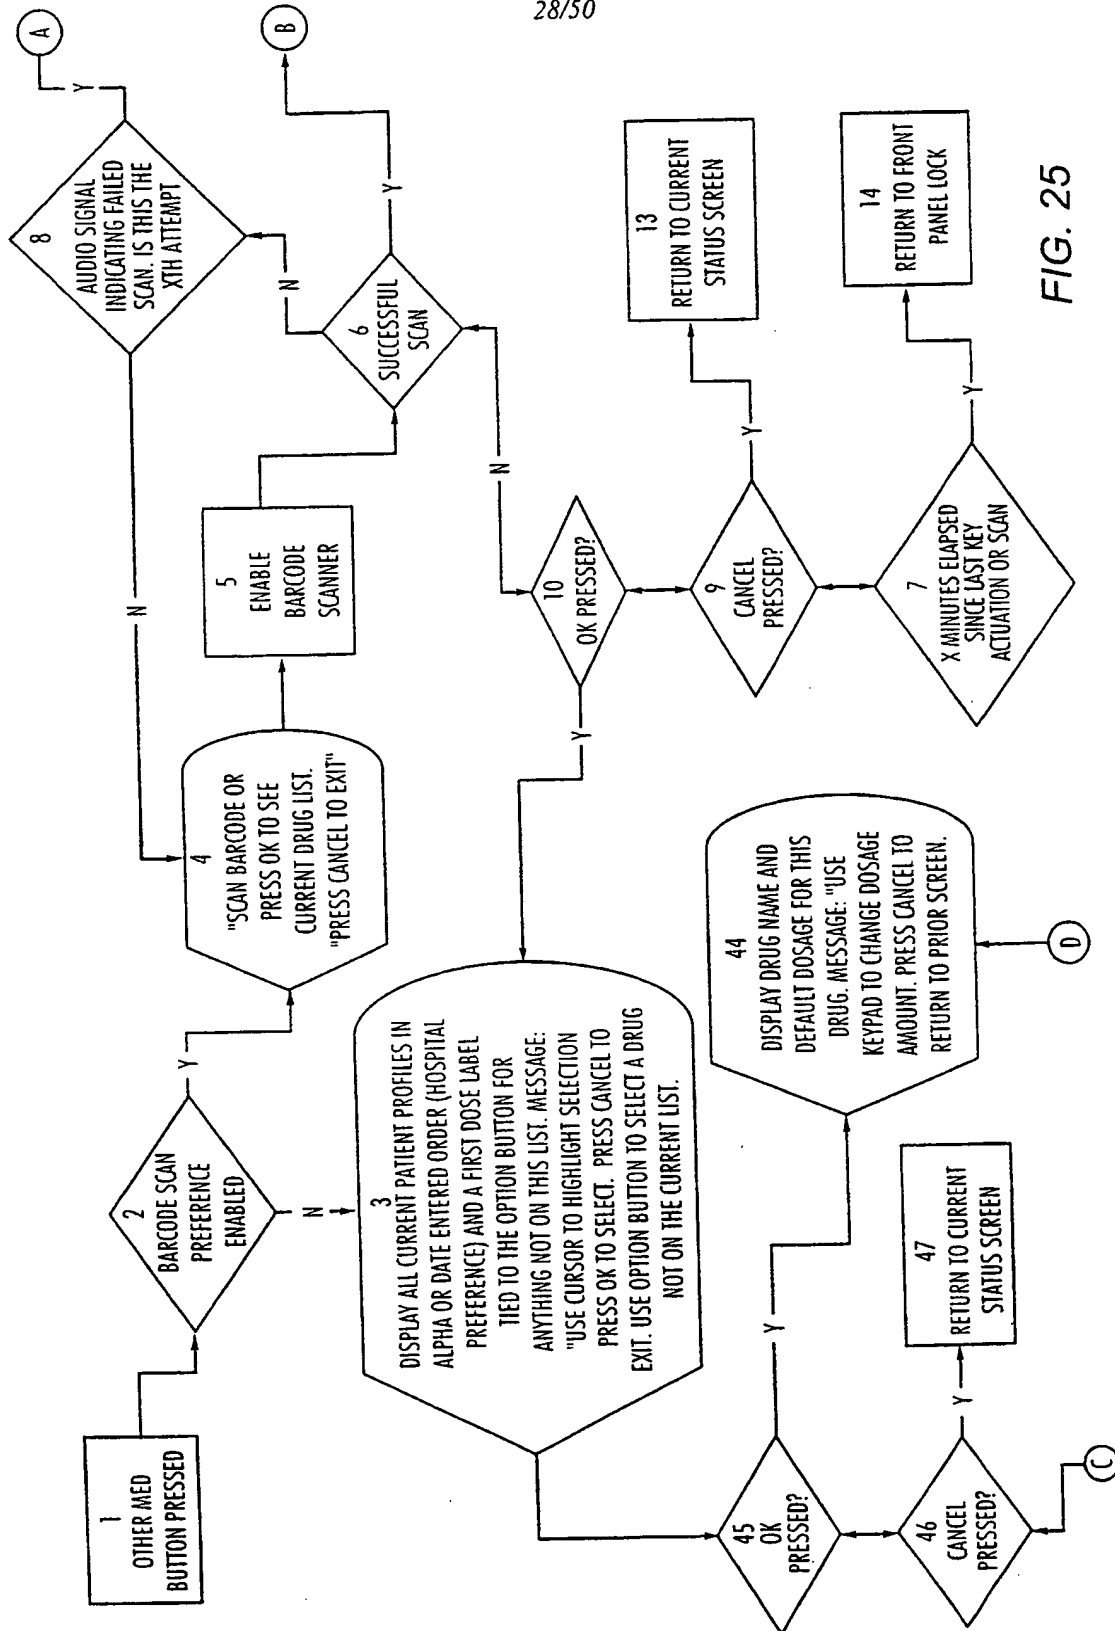 28/50
1
OTHER MED
BUTTON PRESSED
2
BARCODE SCAN
PREFERENCE
ENABLED
Y
N
3
DISPLAY ALL CURRENT PATIENT PROFILES IN
ALPHA OR DATE ENTERED ORDER (HOSPITAL
PREFERENCE) AND A FIRST DOSE LABEL
TIED TO THE OPTION BUTTON FOR
ANYTHING NOT ON THIS LIST. MESSAGE:
"USE CURSOR TO HIGHLIGHT SELECTION
PRESS OK TO SELECT. PRESS CANCEL TO
EXIT. USE OPTION BUTTON TO SELECT A DRUG
NOT ON THE CURRENT LIST.
4
"SCAN BARCODE OR
PRESS OK TO SEE
CURRENT DRUG LIST.
"PRESS CANCEL TO EXIT"
5
ENABLE
BARCODE
SCANNER
6
SUCCESSFUL
SCAN
Y
B
N
N
8
AUDIO SIGNAL
INDICATING FAILED
SCAN. IS THIS THE
XTH ATTEMPT
Y
A
N
10
OK PRESSED?
Y
9
CANCEL
PRESSED?
Y
13
RETURN TO CURRENT
STATUS SCREEN
7
X MINUTES ELAPSED
SINCE LAST KEY
ACTUATION OR SCAN
Y
14
RETURN TO FRONT
PANEL LOCK
45
OK
PRESSED?
Y
44
DISPLAY DRUG NAME AND
DEFAULT DOSAGE FOR THIS
DRUG. MESSAGE: "USE
KEYPAD TO CHANGE DOSAGE
AMOUNT. PRESS CANCEL TO
RETURN TO PRIOR SCREEN.
D
46
CANCEL
PRESSED?
Y
47
RETURN TO CURRENT
STATUS SCREEN
C
FIG. 25